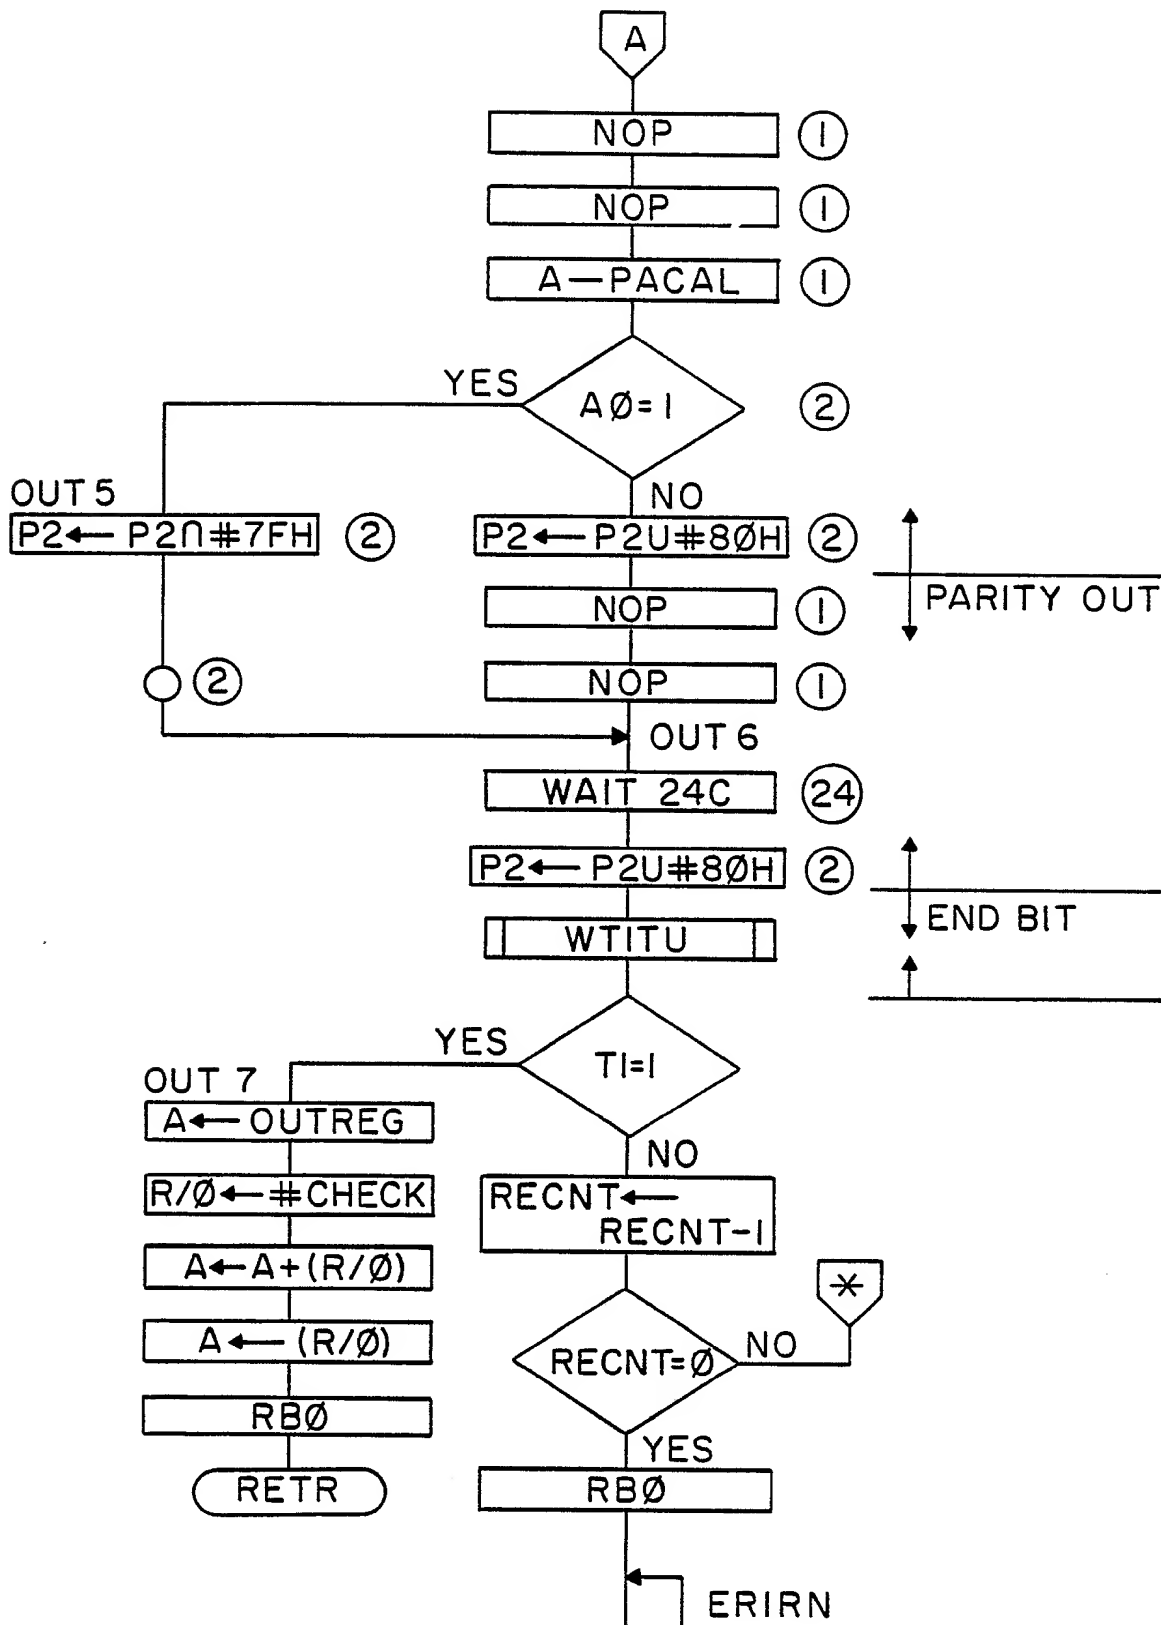 A
NOP ①
NOP ①
A—PACAL ①
YES
AØ=1 ②
NO
OUT 5
P2← P2∩#7FH ②
P2← P2U#8ØH ②
PARITY OUT
NOP ①
②
NOP ①
OUT 6
WAIT 24C ㉔
P2← P2U#8ØH ②
END BIT
WTITU
YES
T1=1
OUT 7
NO
A← OUTREG
R/Ø←#CHECK
RECNT←
RECNT-1
A←A+(R/Ø)
*
A← (R/Ø)
RECNT=Ø
NO
RBØ
YES
RETR
RBØ
ERIRN